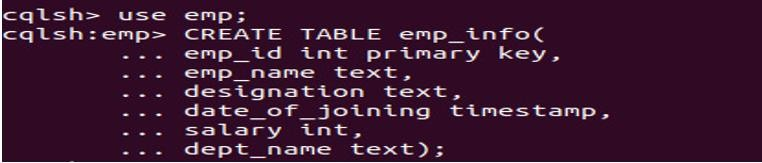 cqlsh> use emp;
cqlsh:emp> CREATE TABLE emp_info(
... emp_id int primary key,
... emp_name text,
... designation text,
... date_of_joining timestamp,
... salary int,
... dept_name text);